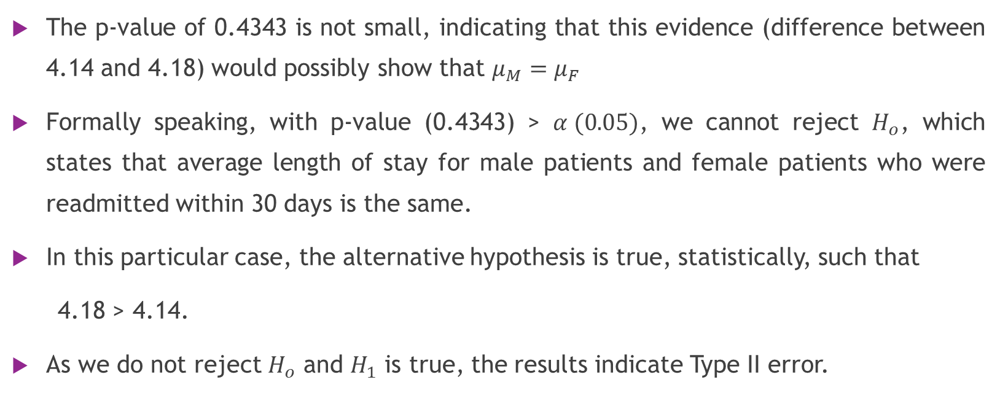 ▶ The p-value of 0.4343 is not small, indicating that this evidence (difference between
4.14 and 4.18) would possibly show that μ_M = μ_F
▶ Formally speaking, with p-value (0.4343) > α (0.05), we cannot reject H_o, which
states that average length of stay for male patients and female patients who were
readmitted within 30 days is the same.
▶ In this particular case, the alternative hypothesis is true, statistically, such that
4.18 > 4.14.
▶ As we do not reject H_o and H_1 is true, the results indicate Type II error.